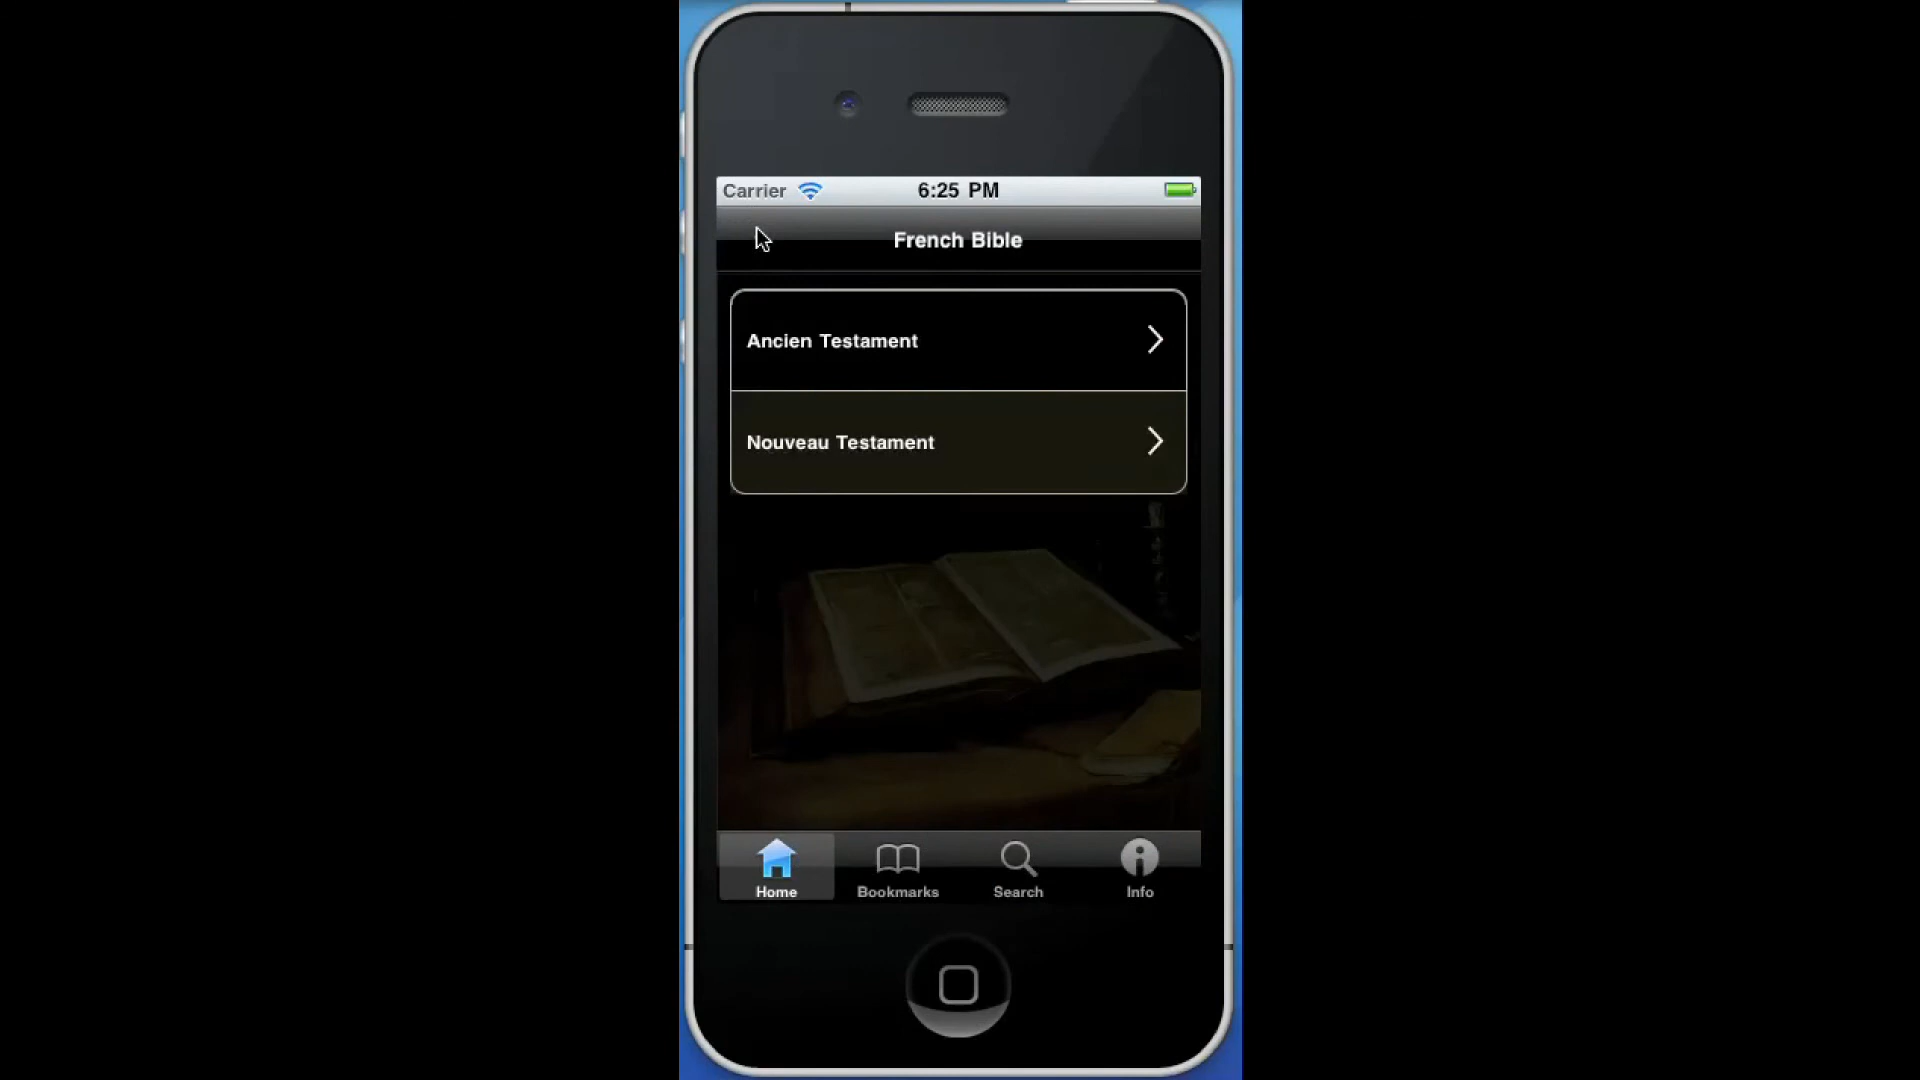 Carrier 6:25 PM
French Bible
Ancien Testament
Nouveau Testament
Home Bookmarks Search Info